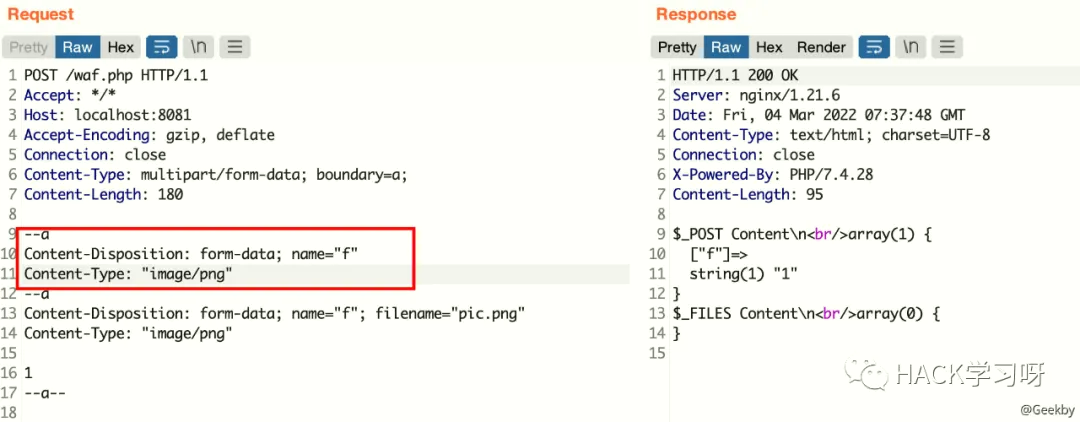 Request
Pretty Raw Hex \n
1 POST /waf.php HTTP/1.1
2 Accept: */*
3 Host: localhost:8081
4 Accept-Encoding: gzip, deflate
5 Connection: close
6 Content-Type: multipart/form-data; boundary=a;
7 Content-Length: 180
8
9 --a
10 Content-Disposition: form-data; name="f"
11 Content-Type: "image/png"
12 --a
13 Content-Disposition: form-data; name="f"; filename="pic.png"
14 Content-Type: "image/png"
15
16 1
17 --a--
18
Response
Pretty Raw Hex Render \n
1 HTTP/1.1 200 OK
2 Server: nginx/1.21.6
3 Date: Fri, 04 Mar 2022 07:37:48 GMT
4 Content-Type: text/html; charset=UTF-8
5 Connection: close
6 X-Powered-By: PHP/7.4.28
7 Content-Length: 95
8
9 $_POST Content\n<br/>array(1) {
10 ["f"]=>
11 string(1) "1"
12 }
13 $_FILES Content\n<br/>array(0) {
14 }
15
HACK学习呀
@Geekby